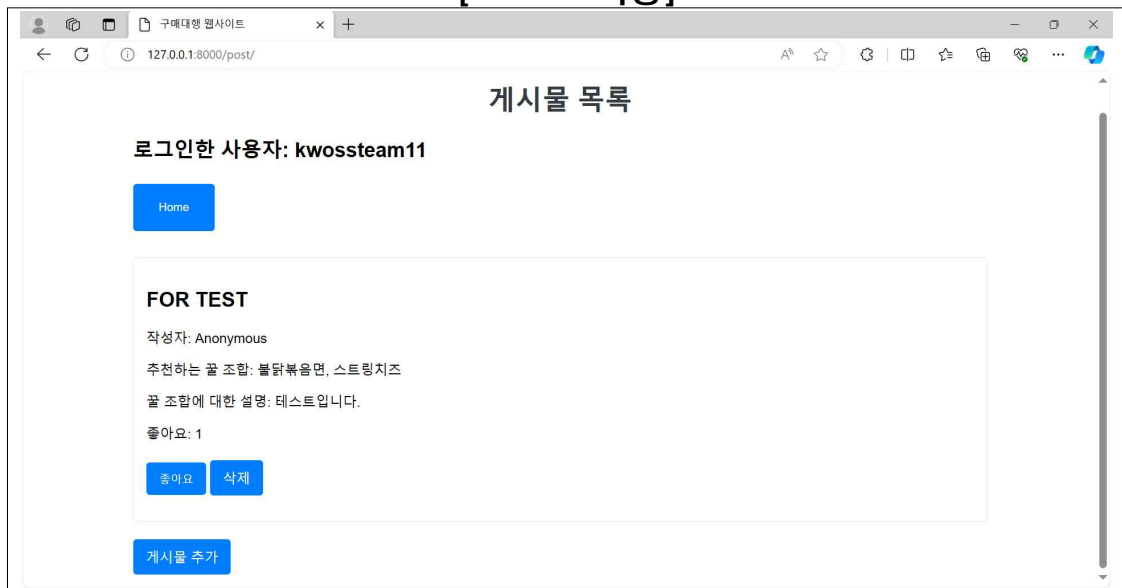 구매대행 웹사이트
127.0.0.1:8000/post/
게시물 목록
로그인한 사용자: kwossteam11
Home
FOR TEST
작성자: Anonymous
추천하는 꿀 조합: 불닭볶음면, 스트링치즈
꿀 조합에 대한 설명: 테스트입니다.
좋아요: 1
좋아요 삭제
게시물 추가